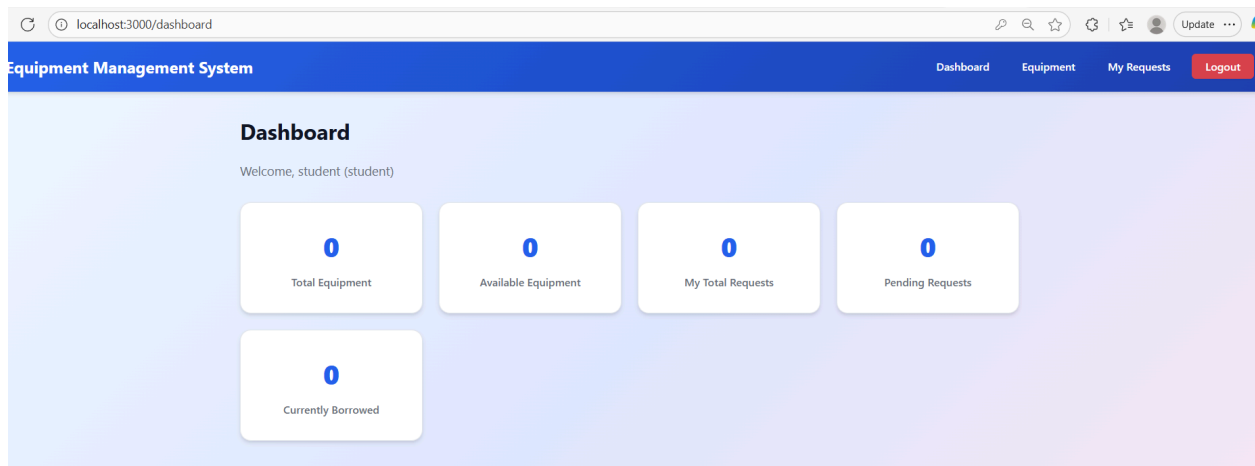 localhost:3000/dashboard
Update
Equipment Management System
Dashboard
Equipment
My Requests
Logout
Dashboard
Welcome, student (student)
0
Total Equipment
0
Available Equipment
0
My Total Requests
0
Pending Requests
0
Currently Borrowed